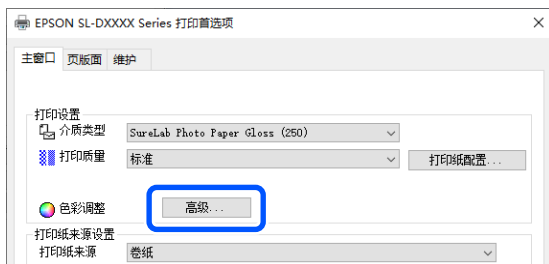 EPSON SL-DXXXX Series 打印首选项
主窗口 页版面 维护
打印设置
介质类型 SureLab Photo Paper Gloss (250)
打印质量 标准 打印纸配置...
色彩调整 高级...
打印纸来源设置
打印纸来源 卷纸